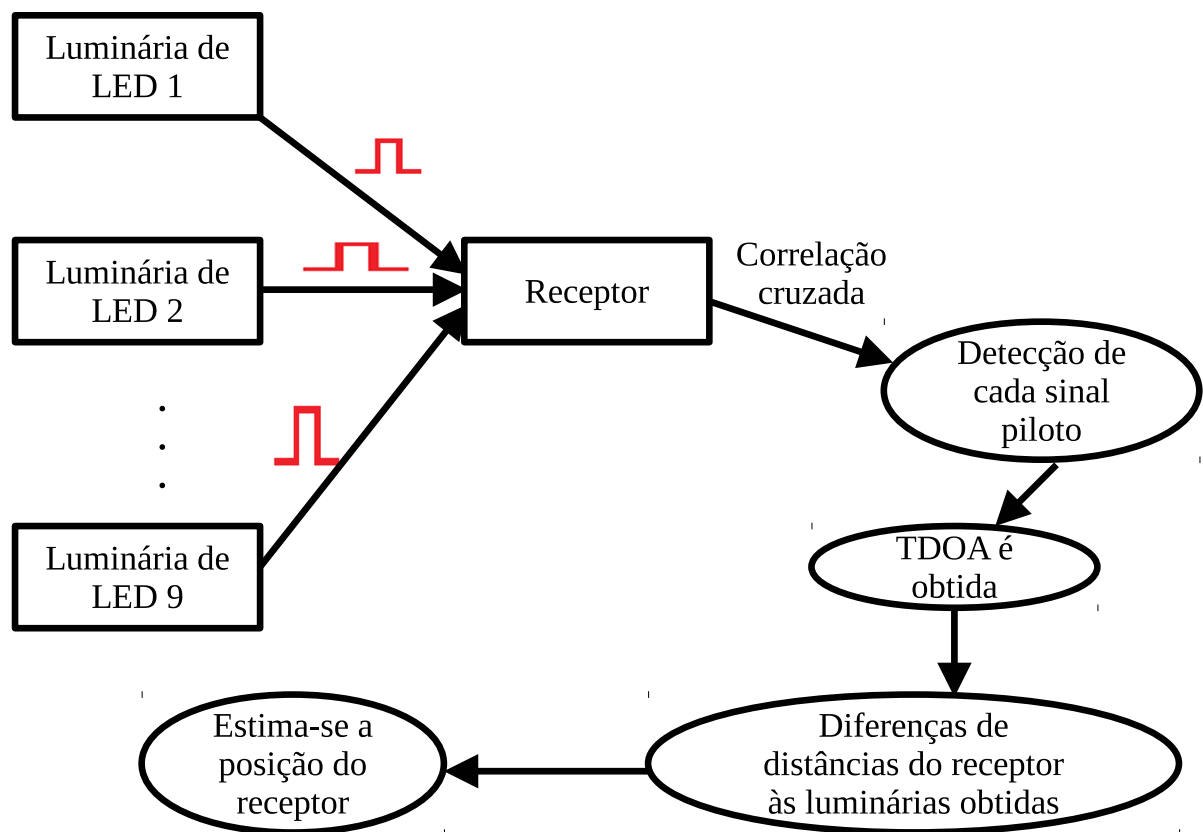 Luminária de
LED 1
Luminária de
LED 2
.
.
.
Luminária de
LED 9
Receptor
Correlação
cruzada
Detecção de
cada sinal
piloto
TDOA é
obtida
Diferenças de
distâncias do receptor
às luminárias obtidas
Estima-se a
posição do
receptor